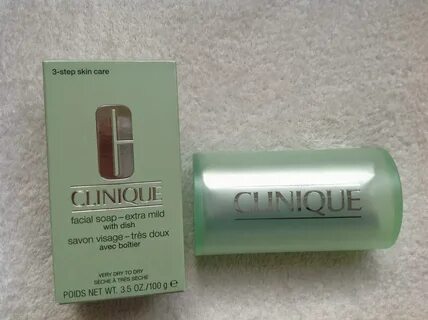 3-step skin care
CLINIQUE
facial soap – extra mild
with dish
savon visage – très doux
avec boîtier
VERY DRY TO DRY
SÈCHE À TRÈS SÈCHE
POIDS NET WT. 3.5 OZ./100 g e
CLINIQUE